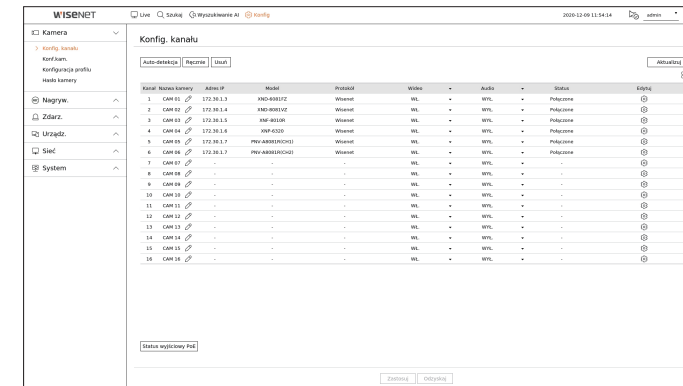 WISENET Live Szukaj Wyszukiwanie AI Konfig 2020-12-09 11:54:14 admin
Kamera
Konfig. kanału
Konf.kam.
Konfiguracja profilu
Hasło kamery
Nagryw.
Zdarz.
Urządz.
Sieć
System
Konfig. kanału
Auto-detekcja Ręcznie Usuń Aktualizuj
Kanał Nazwa kamery Adres IP Model Protokół Wideo Audio Status Edytuj
1 CAM 01 172.30.1.3 XND-6081FZ Wisenet WŁ. WYŁ. Połączone
2 CAM 02 172.30.1.4 XND-8081VZ Wisenet WŁ. WYŁ. Połączone
3 CAM 03 172.30.1.5 XNF-8010R Wisenet WŁ. WYŁ. Połączone
4 CAM 04 172.30.1.6 XNP-6320 Wisenet WŁ. WYŁ. Połączone
5 CAM 05 172.30.1.7 PNV-A8081R(CH1) Wisenet WŁ. WYŁ. Połączone
6 CAM 06 172.30.1.7 PNV-A8081R(CH2) Wisenet WŁ. WYŁ. Połączone
7 CAM 07 - - - WŁ. WYŁ. -
8 CAM 08 - - - WŁ. WYŁ. -
9 CAM 09 - - - WŁ. WYŁ. -
10 CAM 10 - - - WŁ. WYŁ. -
11 CAM 11 - - - WŁ. WYŁ. -
12 CAM 12 - - - WŁ. WYŁ. -
13 CAM 13 - - - WŁ. WYŁ. -
14 CAM 14 - - - WŁ. WYŁ. -
15 CAM 15 - - - WŁ. WYŁ. -
16 CAM 16 - - - WŁ. WYŁ. -
Status wyjściowy PoE
Zastosuj Odzyskaj